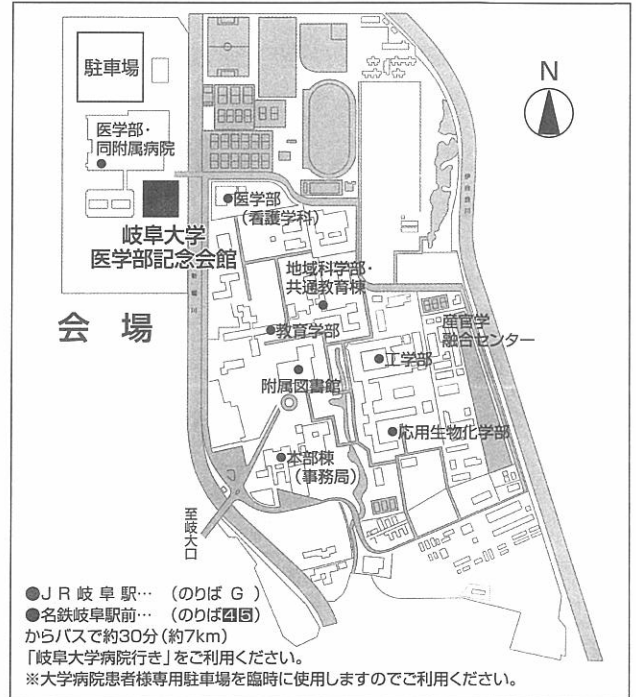 駐車場
N
医学部・
同附属病院
医学部
(看護学科)
岐阜大学
医学部記念会館
地域科学部・
共通教育棟
伊自良川
新堀川
会 場
教育学部
産官学
融合センター
工学部
附属図書館
応用生物化学部
本部棟
(事務局)
至岐大口
●JR岐阜駅… (のりば G )
●名鉄岐阜駅前… (のりば45)
からバスで約30分(約7km)
「岐阜大学病院行き」をご利用ください。
※大学病院患者様専用駐車場を臨時に使用しますのでご利用ください。